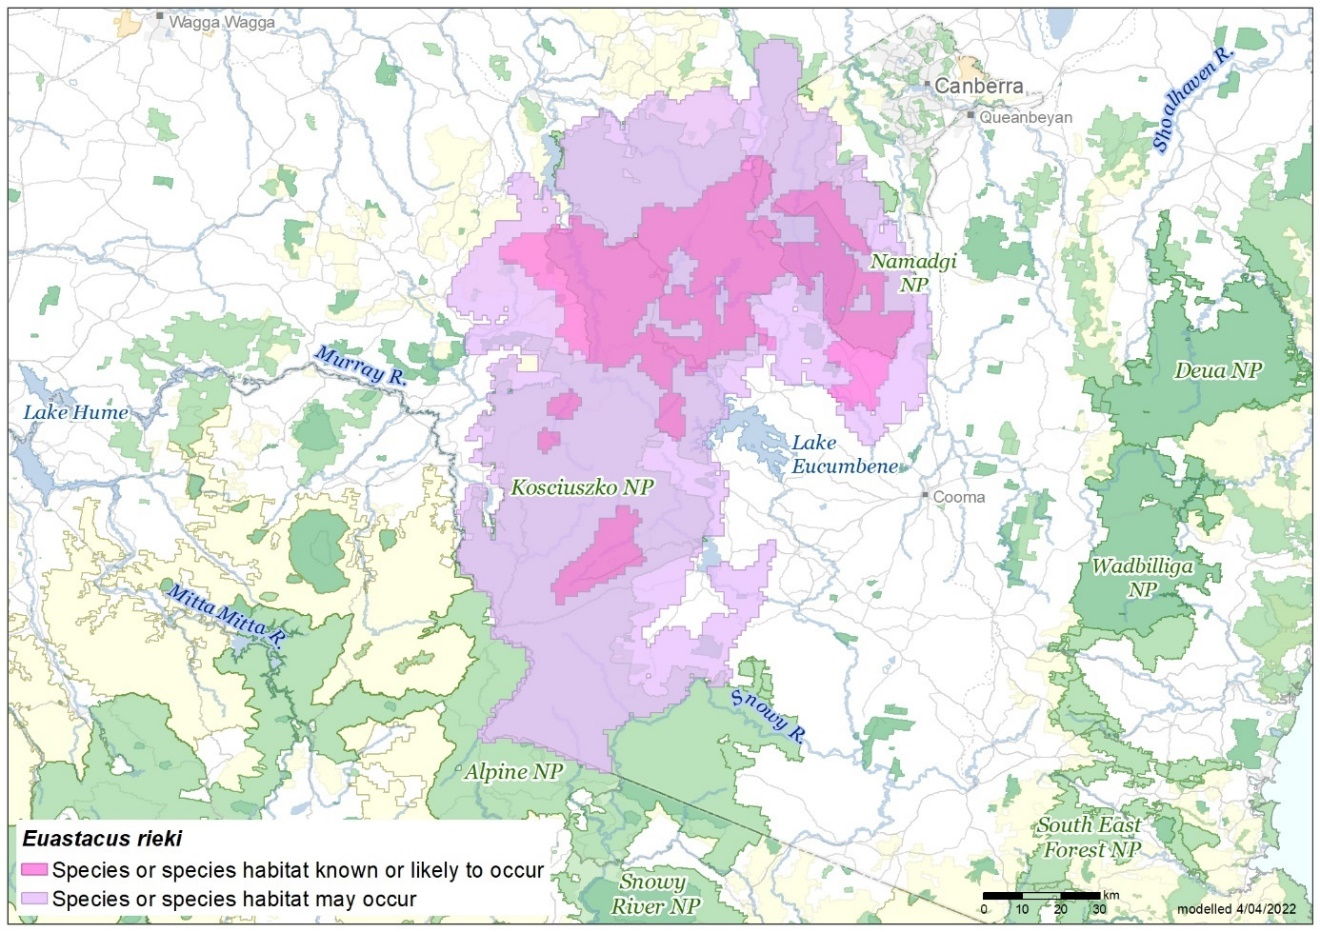 Wagga Wagga
Canberra
Queanbeyan
Shoalhaven R.
Namadgi
NP
Murray R.
Deua NP
Lake Hume
Lake
Eucumbene
Kosciuszko NP
Cooma
Wadbilliga
NP
Mitta Mitta R.
Snowy R.
Alpine NP
South East
Forest NP
Snowy
River NP
Euastacus rieki
Species or species habitat known or likely to occur
Species or species habitat may occur
km
0 10 20 30
modelled 4/04/2022